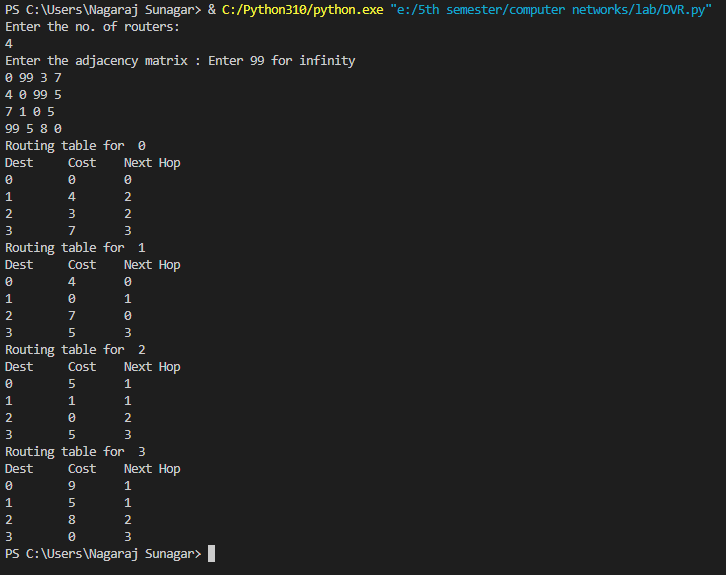 PS C:\Users\Nagaraj Sunagar> & C:/Python310/python.exe "e:/5th semester/computer networks/lab/DVR.py"
Enter the no. of routers:
4
Enter the adjacency matrix : Enter 99 for infinity
0 99 3 7
4 0 99 5
7 1 0 5
99 5 8 0
Routing table for  0
Dest    Cost    Next Hop
0       0       0
1       4       2
2       3       2
3       7       3
Routing table for  1
Dest    Cost    Next Hop
0       4       0
1       0       1
2       7       0
3       5       3
Routing table for  2
Dest    Cost    Next Hop
0       5       1
1       1       1
2       0       2
3       5       3
Routing table for  3
Dest    Cost    Next Hop
0       9       1
1       5       1
2       8       2
3       0       3
PS C:\Users\Nagaraj Sunagar>